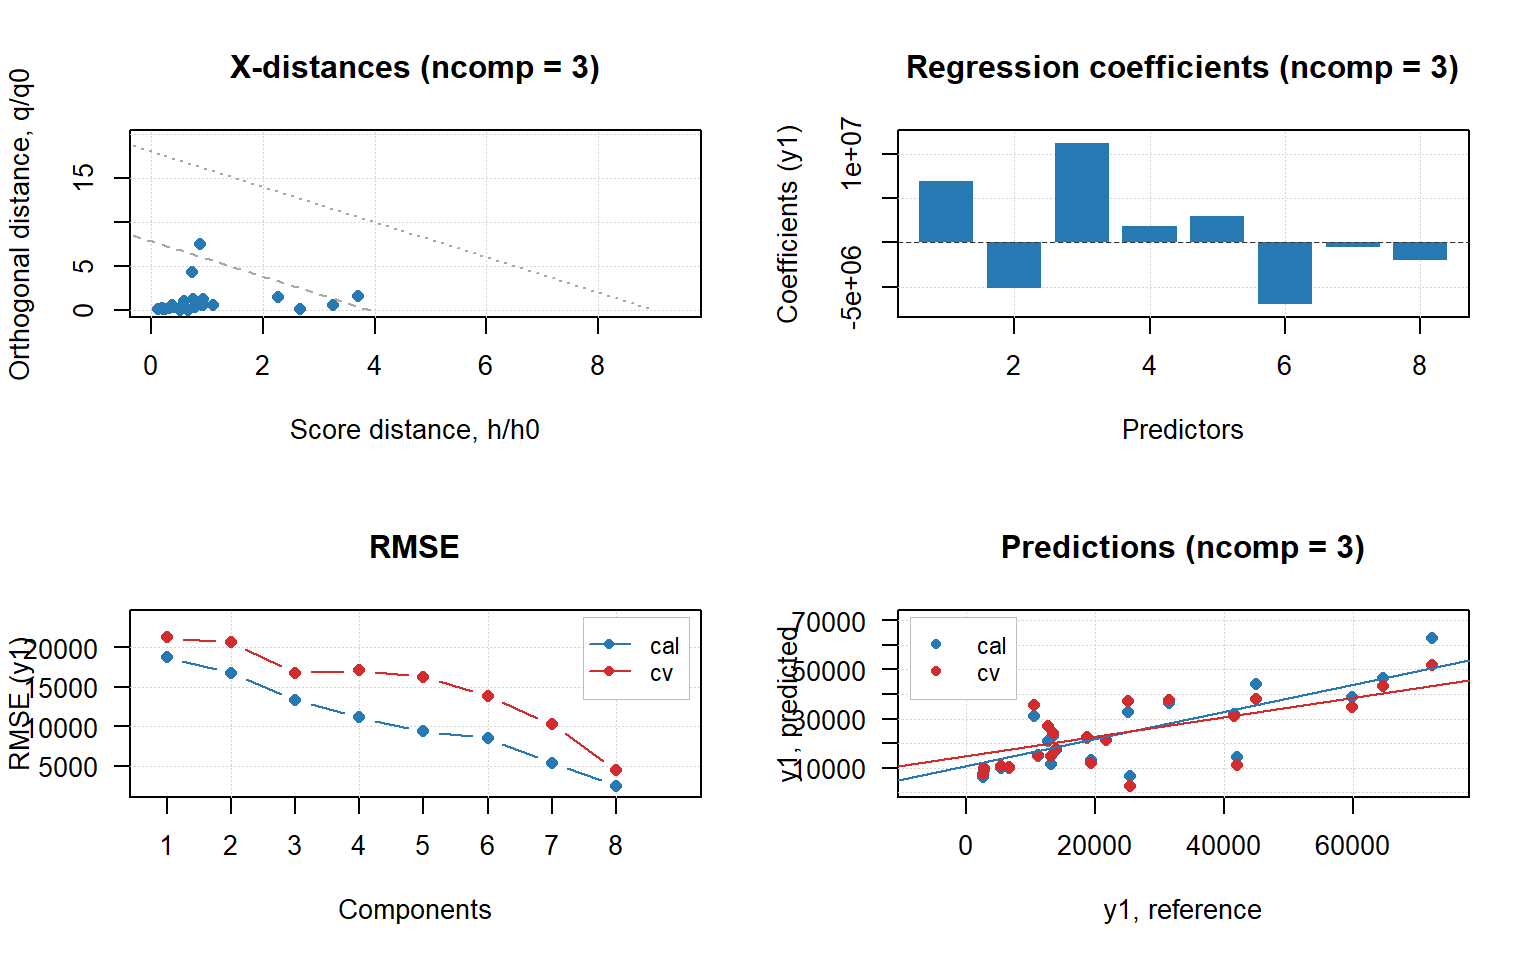 X-distances (ncomp = 3)
Orthogonal distance, q/q0
15
5
0
0 2 4 6 8
Score distance, h/h0
Regression coefficients (ncomp = 3)
Coefficients (y1)
1e+07
-5e+06
2 4 6 8
Predictors
RMSE
RMSE (y1)
20000
15000
10000
5000
cal
cv
1 2 3 4 5 6 7 8
Components
Predictions (ncomp = 3)
y1, predicted
70000
50000
30000
10000
cal
cv
0 20000 40000 60000
y1, reference